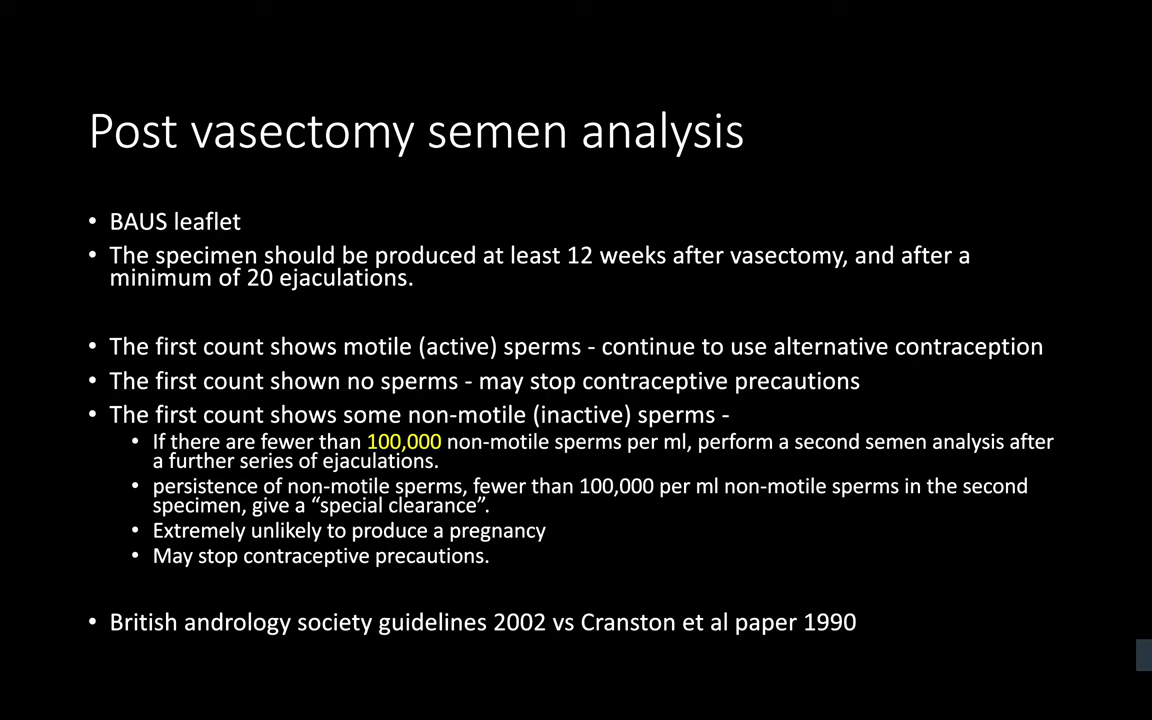 Post vasectomy semen analysis
• BAUS leaflet
• The specimen should be produced at least 12 weeks after vasectomy, and after a
minimum of 20 ejaculations.
• The first count shows motile (active) sperms - continue to use alternative contraception
• The first count shown no sperms - may stop contraceptive precautions
• The first count shows some non-motile (inactive) sperms -
• If there are fewer than 100,000 non-motile sperms per ml, perform a second semen analysis after
a further series of ejaculations.
• persistence of non-motile sperms, fewer than 100,000 per ml non-motile sperms in the second
specimen, give a “special clearance”.
• Extremely unlikely to produce a pregnancy
• May stop contraceptive precautions.
• British andrology society guidelines 2002 vs Cranston et al paper 1990